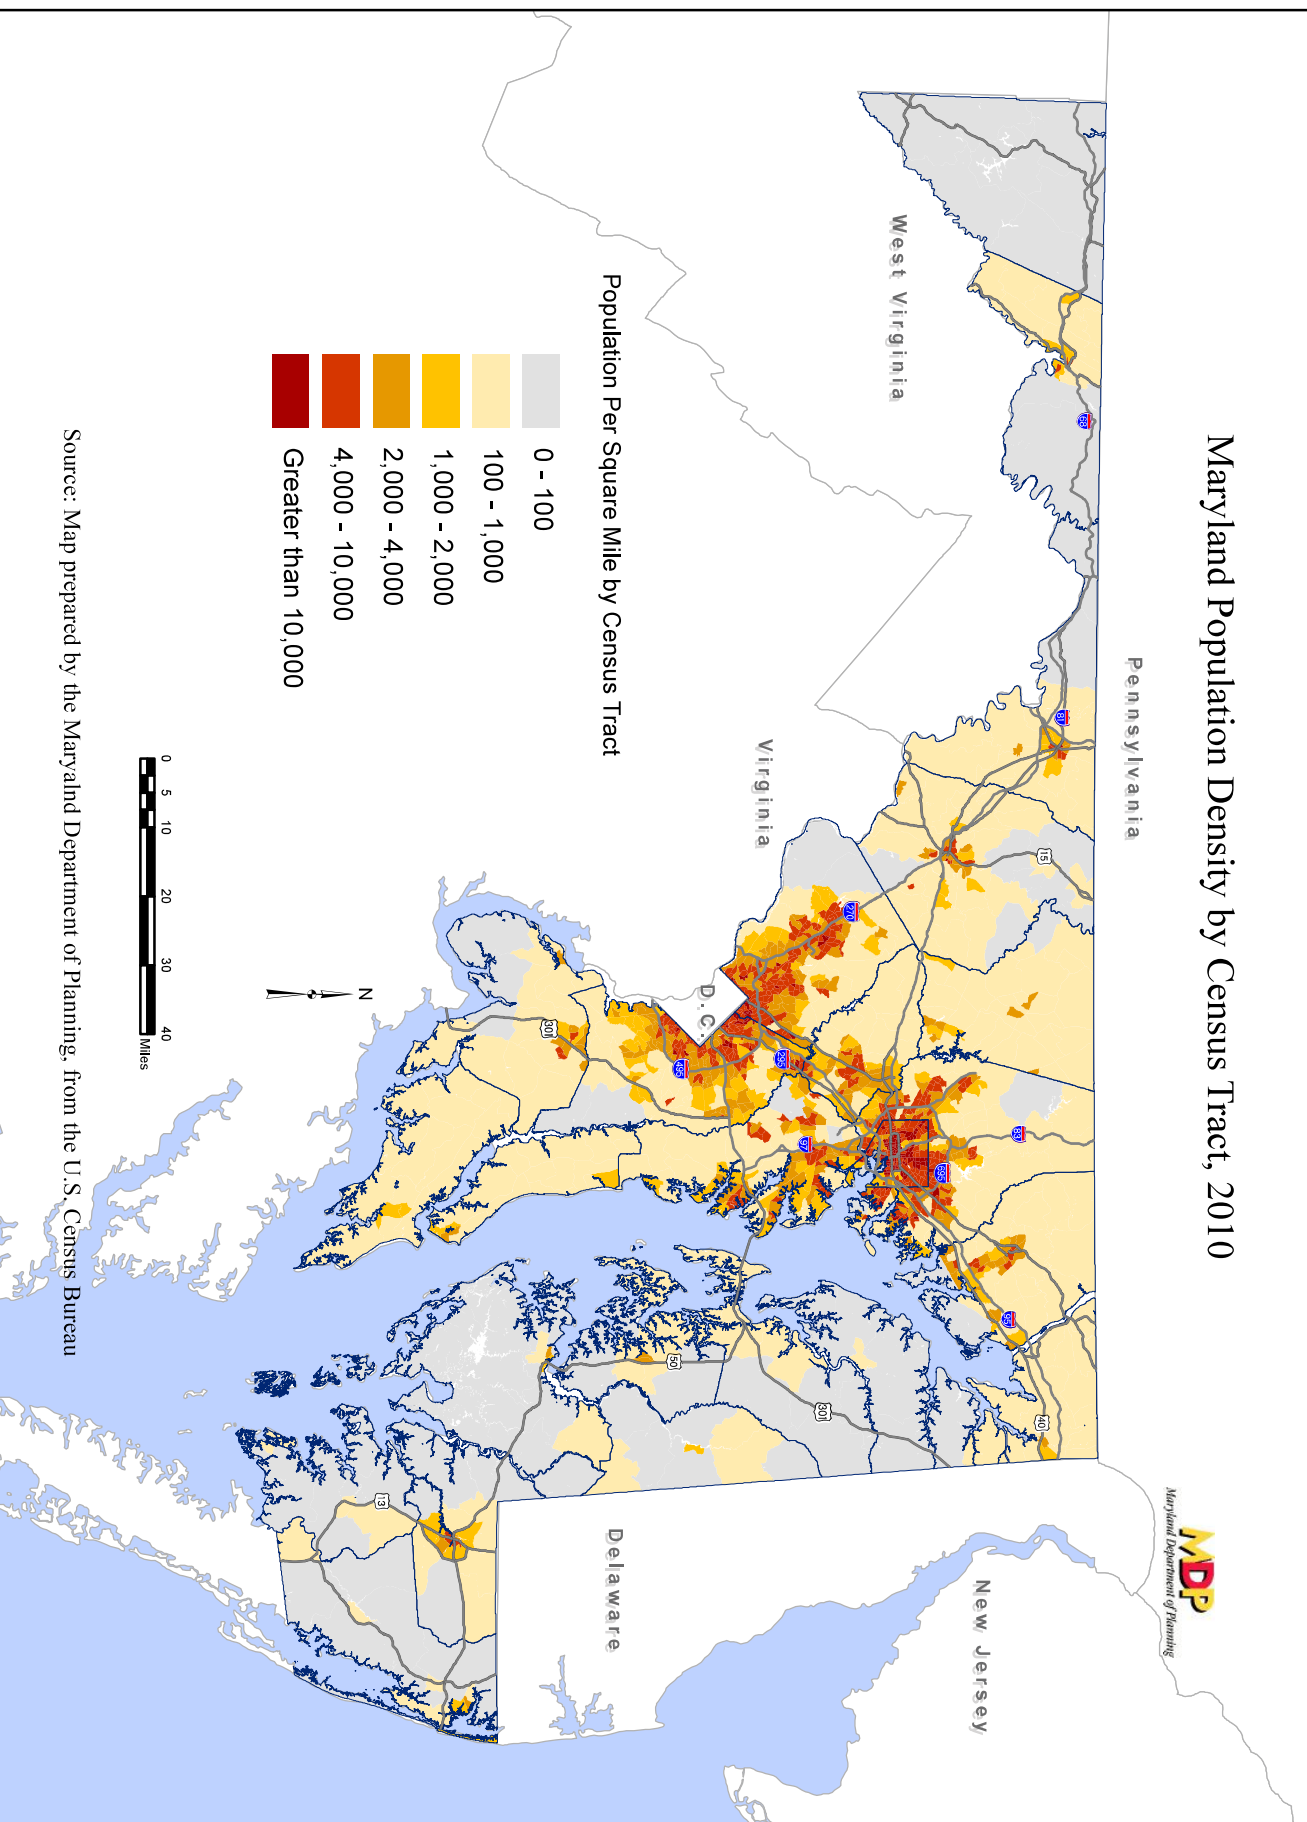 Maryland Population Density by Census Tract, 2010
MDP
Maryland Department of Planning
Pennsylvania
West Virginia
Virginia
D.C.
Delaware
New Jersey
68
81
15
270
83
695
95
40
295
97
495
301
50
301
13
Population Per Square Mile by Census Tract
0 - 100
100 - 1,000
1,000 - 2,000
2,000 - 4,000
4,000 - 10,000
Greater than 10,000
N
0 5 10 20 30 40
Miles
Source: Map prepared by the Maryalnd Department of Planning, from the U.S. Census Bureau